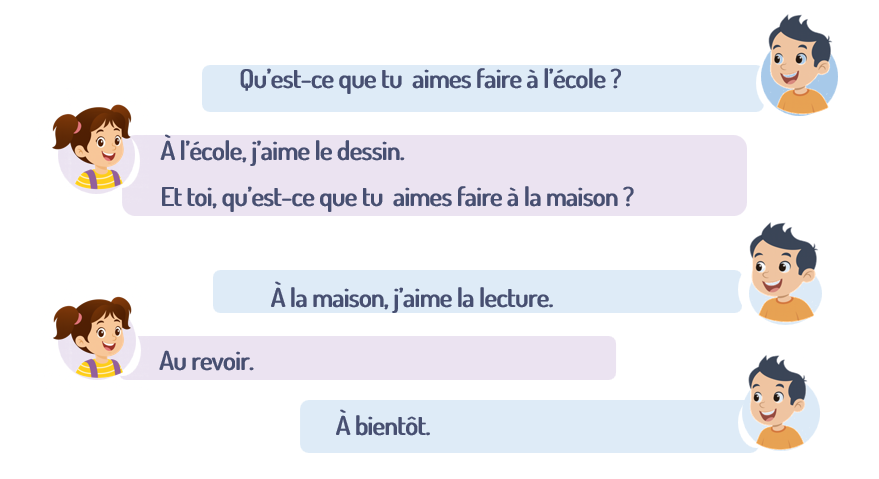 Qu'est-ce que tu  aimes faire à l'école ?
À l'école, j'aime le dessin.
Et toi, qu'est-ce que tu  aimes faire à la maison ?
À la maison, j'aime la lecture.
Au revoir.
À bientôt.